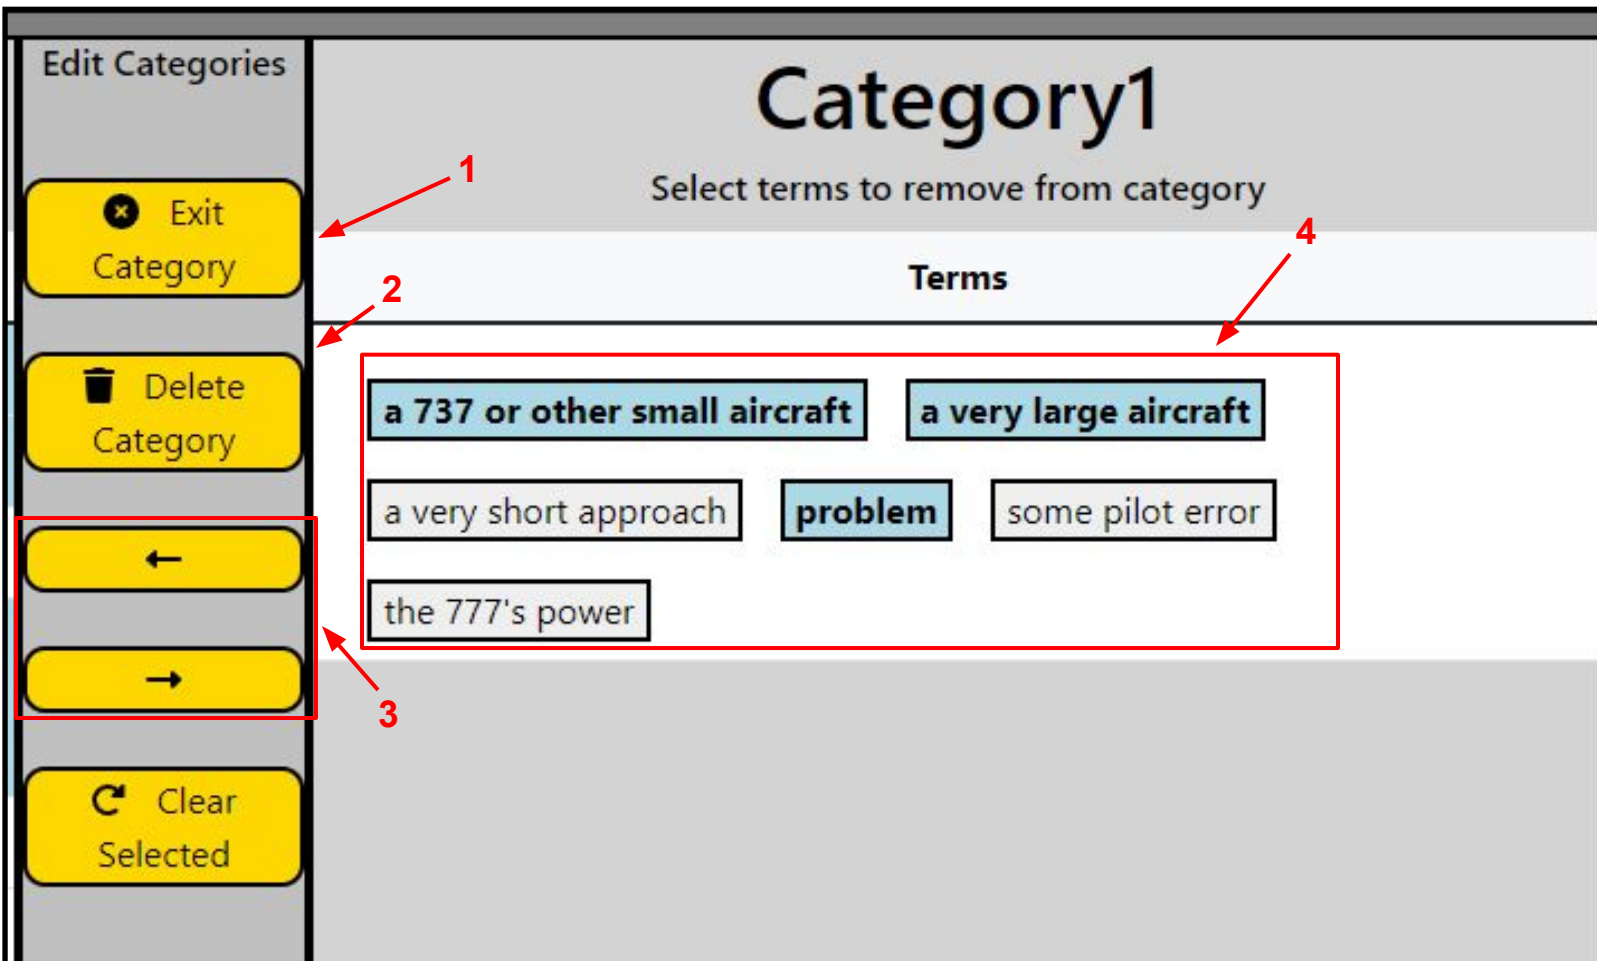 Edit Categories
Category1
1
Select terms to remove from category
Exit
Category
4
Terms
2
Delete
Category
a 737 or other small aircraft
a very large aircraft
a very short approach
problem
some pilot error
the 777's power
3
Clear
Selected